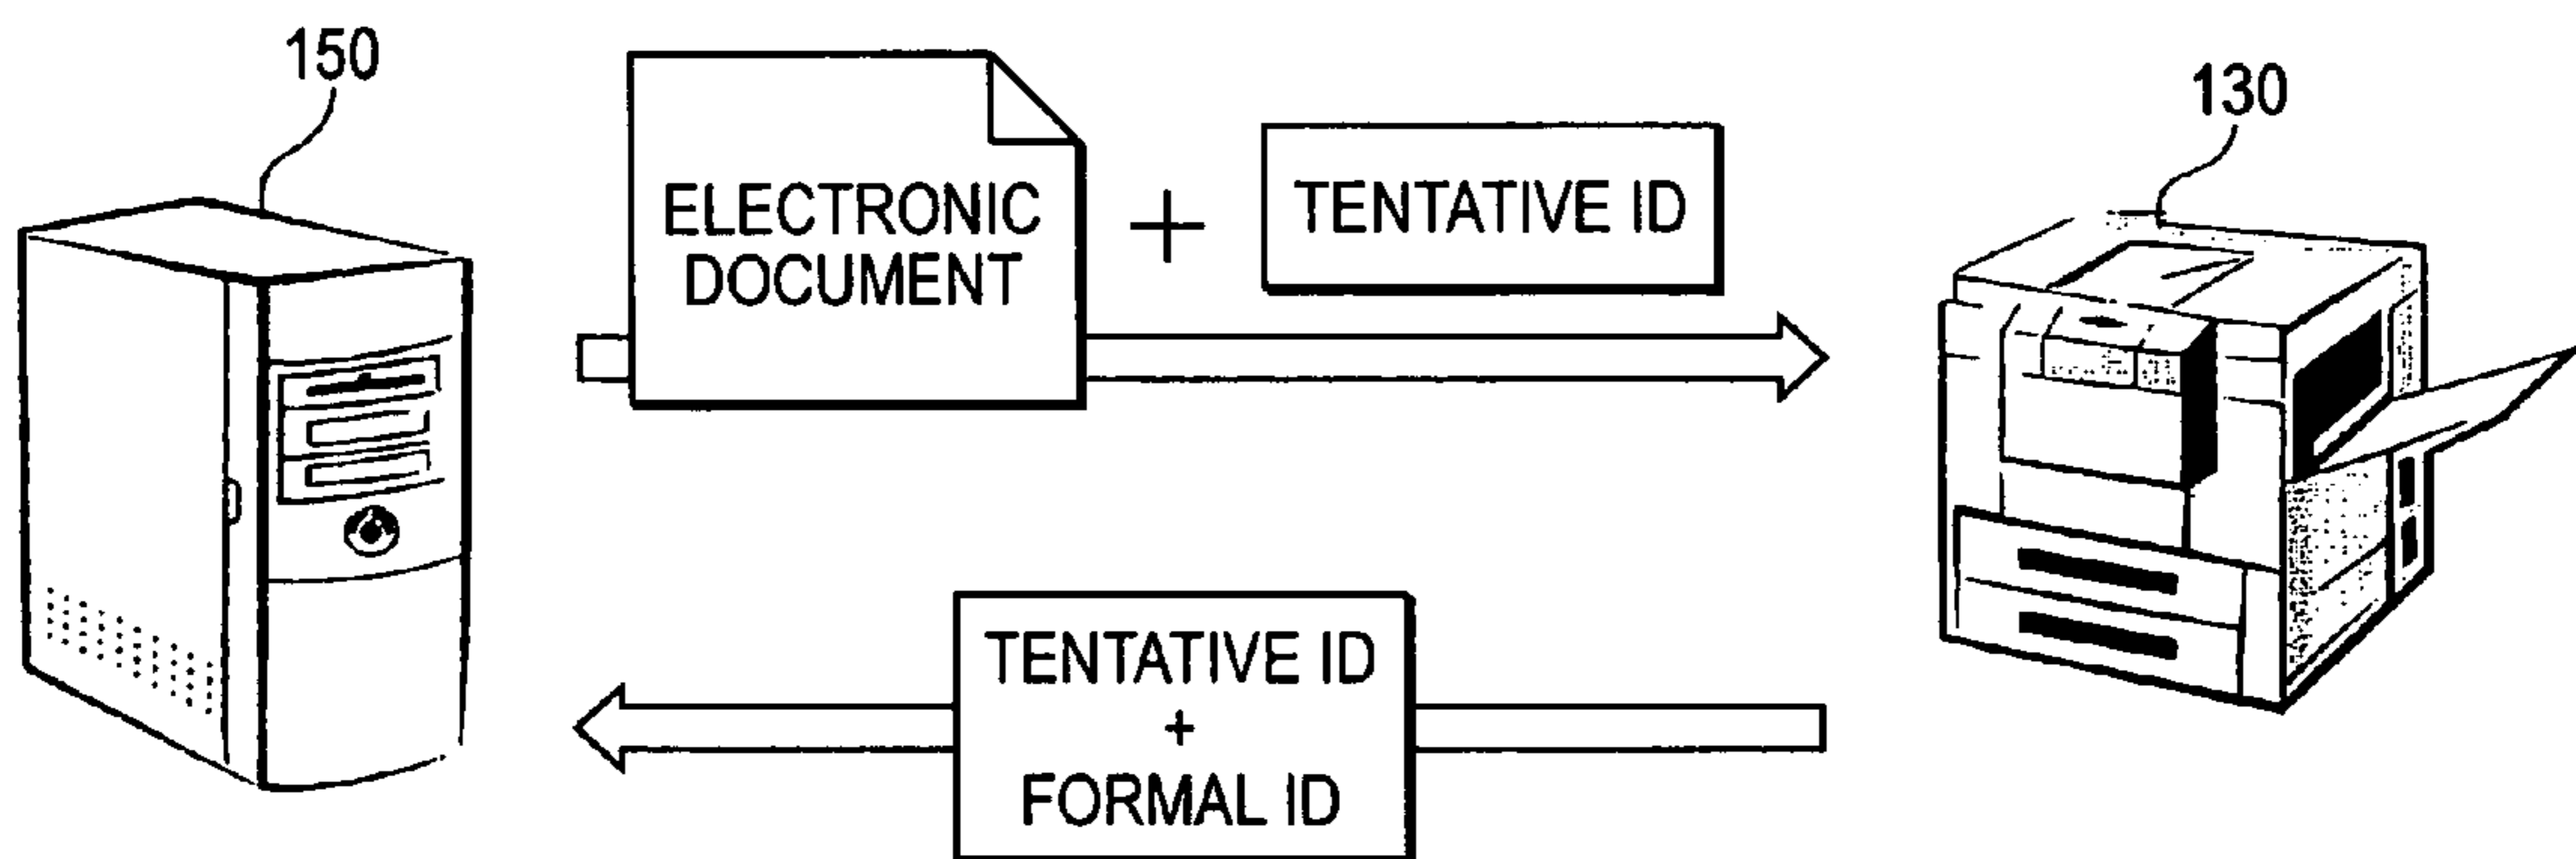 150
130
ELECTRONIC
DOCUMENT
+
TENTATIVE ID
TENTATIVE ID
+
FORMAL ID